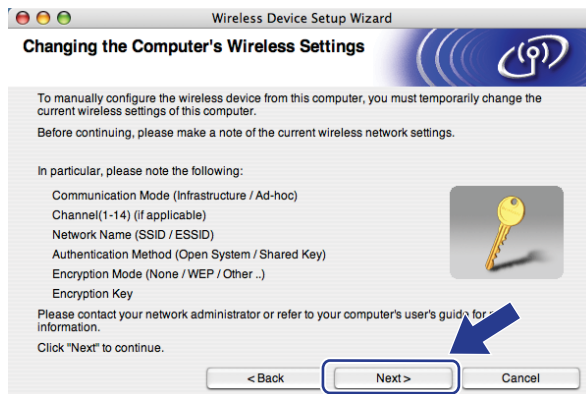 Wireless Device Setup Wizard
Changing the Computer's Wireless Settings
To manually configure the wireless device from this computer, you must temporarily change the
current wireless settings of this computer.
Before continuing, please make a note of the current wireless network settings.
In particular, please note the following:
Communication Mode (Infrastructure / Ad-hoc)
Channel(1-14) (if applicable)
Network Name (SSID / ESSID)
Authentication Method (Open System / Shared Key)
Encryption Mode (None / WEP / Other ..)
Encryption Key
Please contact your network administrator or refer to your computer's user's guide for
information.
Click "Next" to continue.
< Back Next > Cancel